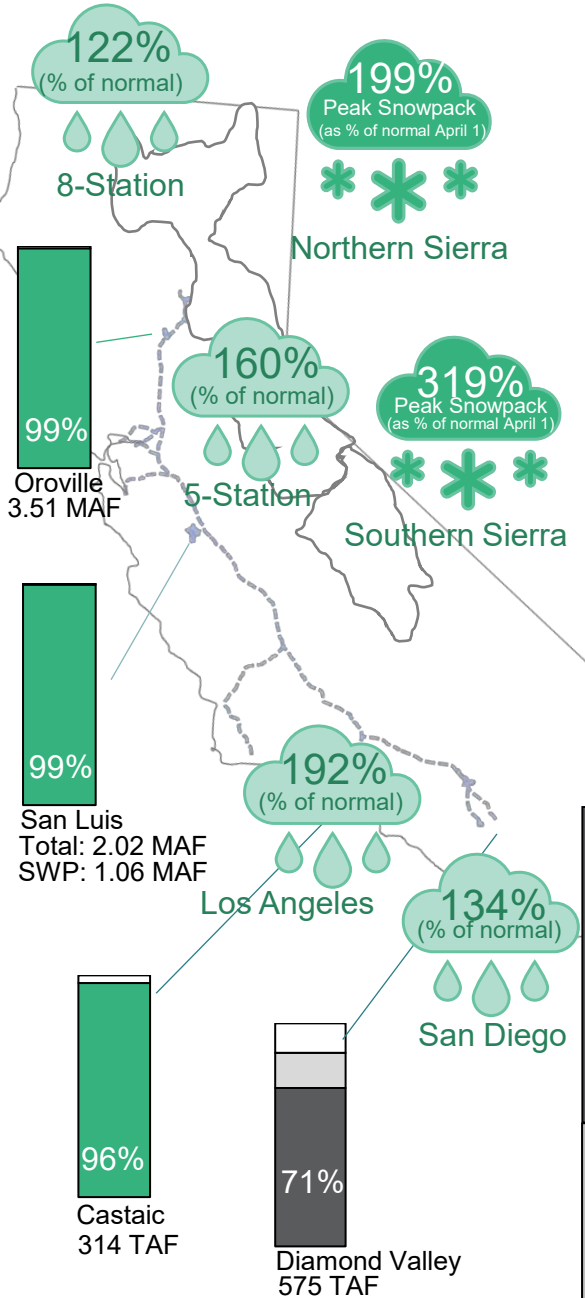 122%
(% of normal)
8-Station
199%
Peak Snowpack
(as % of normal April 1)
Northern Sierra
99%
Oroville
3.51 MAF
160%
(% of normal)
5-Station
319%
Peak Snowpack
(as % of normal April 1)
Southern Sierra
99%
San Luis
Total: 2.02 MAF
SWP: 1.06 MAF
192%
(% of normal)
Los Angeles
134%
(% of normal)
San Diego
96%
Castaic
314 TAF
71%
Diamond Valley
575 TAF